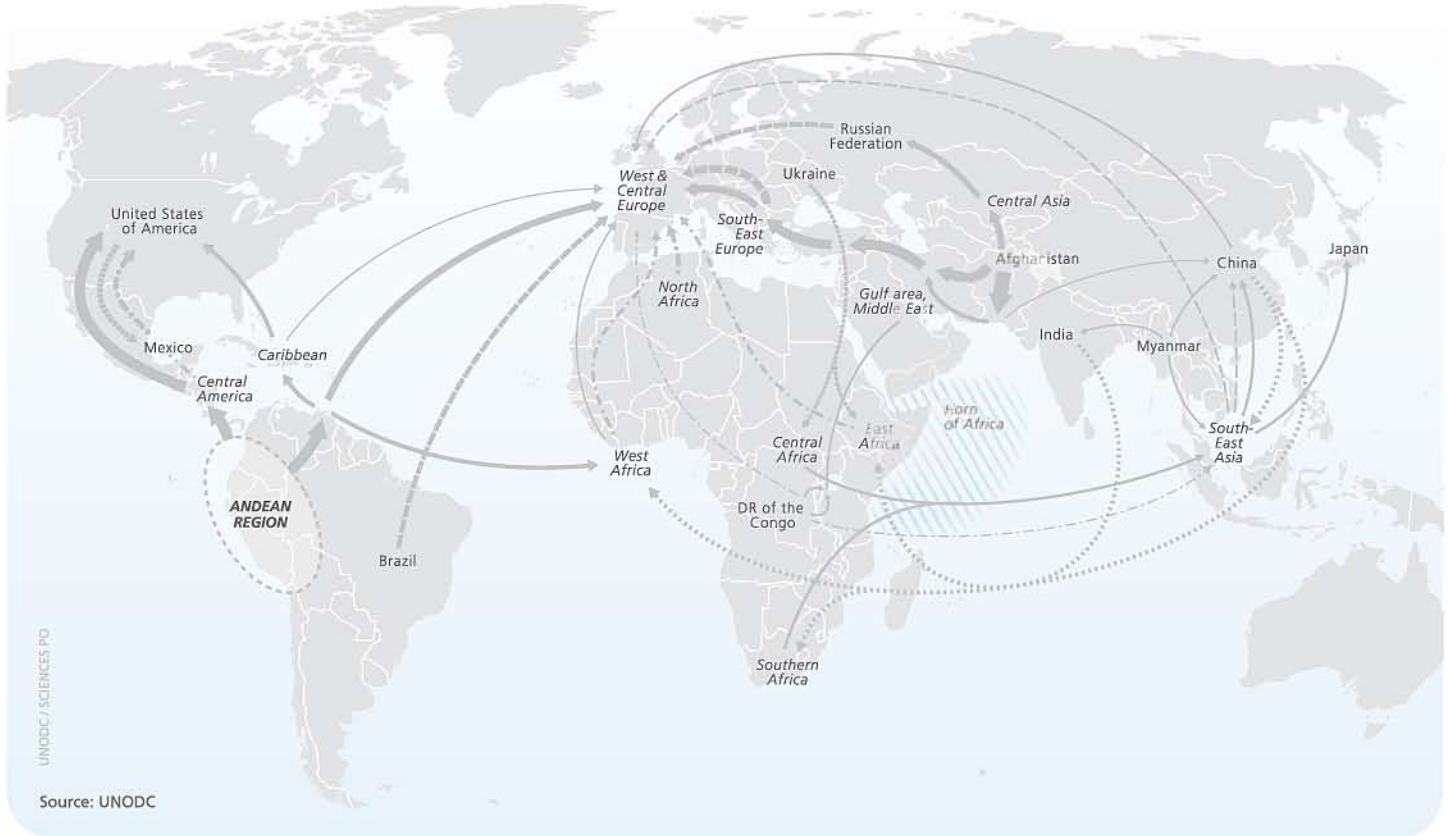 Russian
Federation
West &
Central
Europe
Ukraine
Central Asia
United States
of America
South-
East
Europe
Japan
Afghanistan
China
North
Africa
Gulf area,
Middle East
India
Myanmar
Mexico
Caribbean
Central
America
Horn
of Africa
East
Africa
South-
East
Asia
Central
Africa
West
Africa
ANDEAN
REGION
DR of the
Congo
Brazil
Southern
Africa
UNODC / SCIENCES PO
Source: UNODC